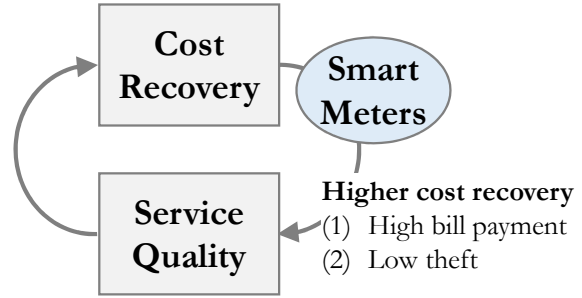 Cost
Recovery
Smart
Meters
Higher cost recovery
(1) High bill payment
(2) Low theft
Service
Quality